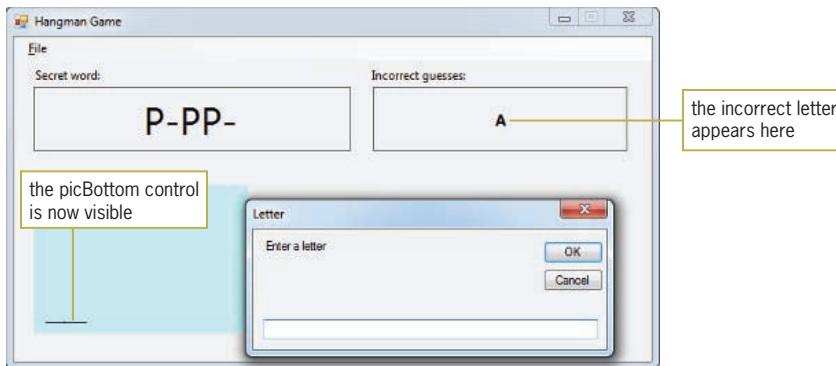 Hangman Game
File
Secret word:
Incorrect guesses:
P-PP-
A
the incorrect letter
appears here
the picBottom control
is now visible
Letter
Enter a letter
OK
Cancel